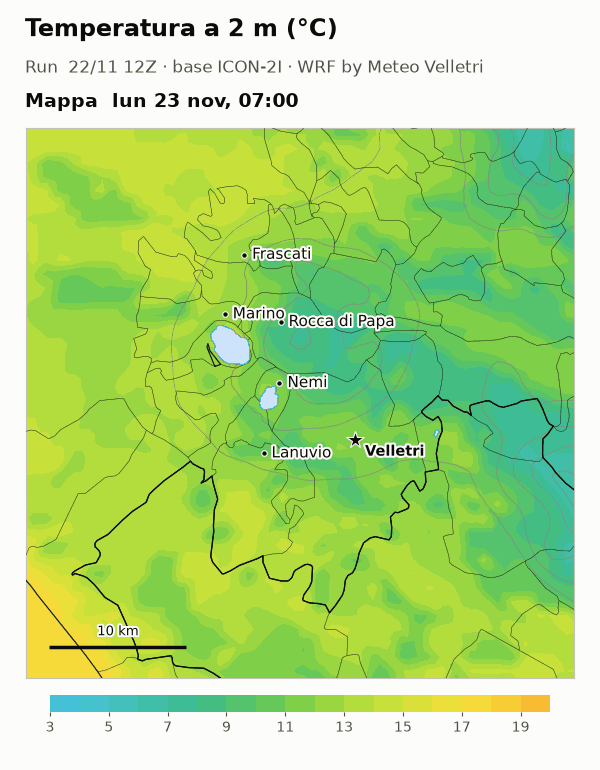 Temperatura a 2 m (°C)
Run  22/11 12Z · base ICON-2I · WRF by Meteo Velletri
Mappa  lun 23 nov, 07:00
Frascati
Marino
Rocca di Papa
Nemi
Velletri
Lanuvio
10 km
3 5 7 9 11 13 15 17 19